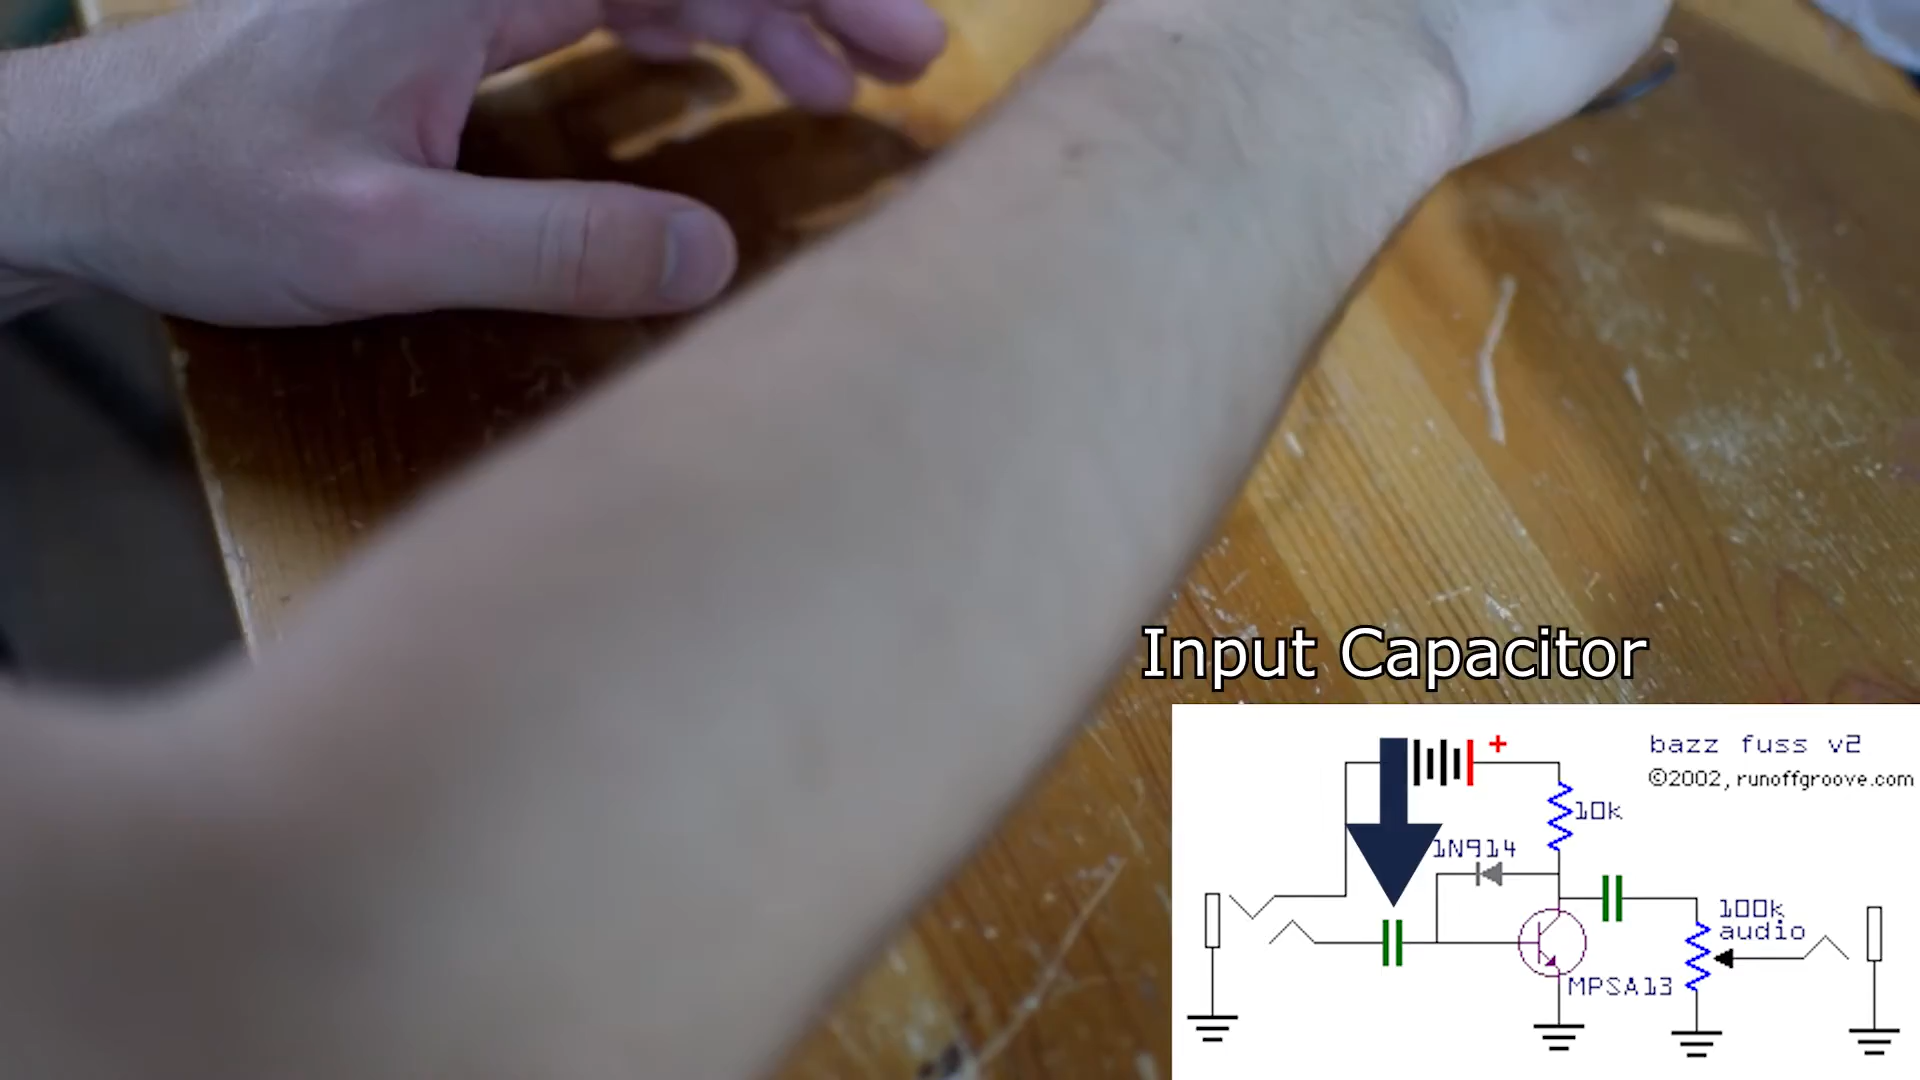 Input Capacitor
+
bazz fuss v2
©2002, runoffgroove.com
10k
1N914
100k
audio
MPSA13